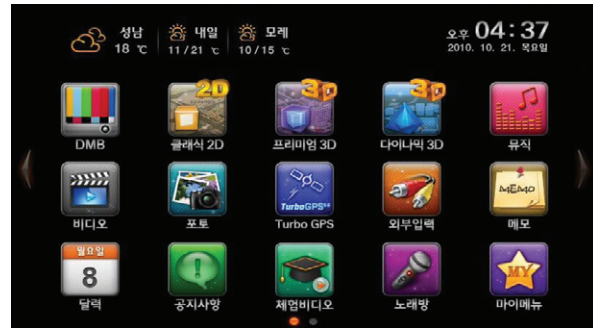 성남
18 ℃
내일
11/21 ℃
모레
10/15 ℃
오후 04:37
2010. 10. 21. 목요일
DMB
2D
클래식 2D
3D
프리미엄 3D
3D
다이나믹 3D
뮤직
비디오
포토
TurboGPS
Turbo GPS
외부입력
MEMO
메모
월요일
8
달력
공지사항
체험비디오
노래방
MY
마이메뉴